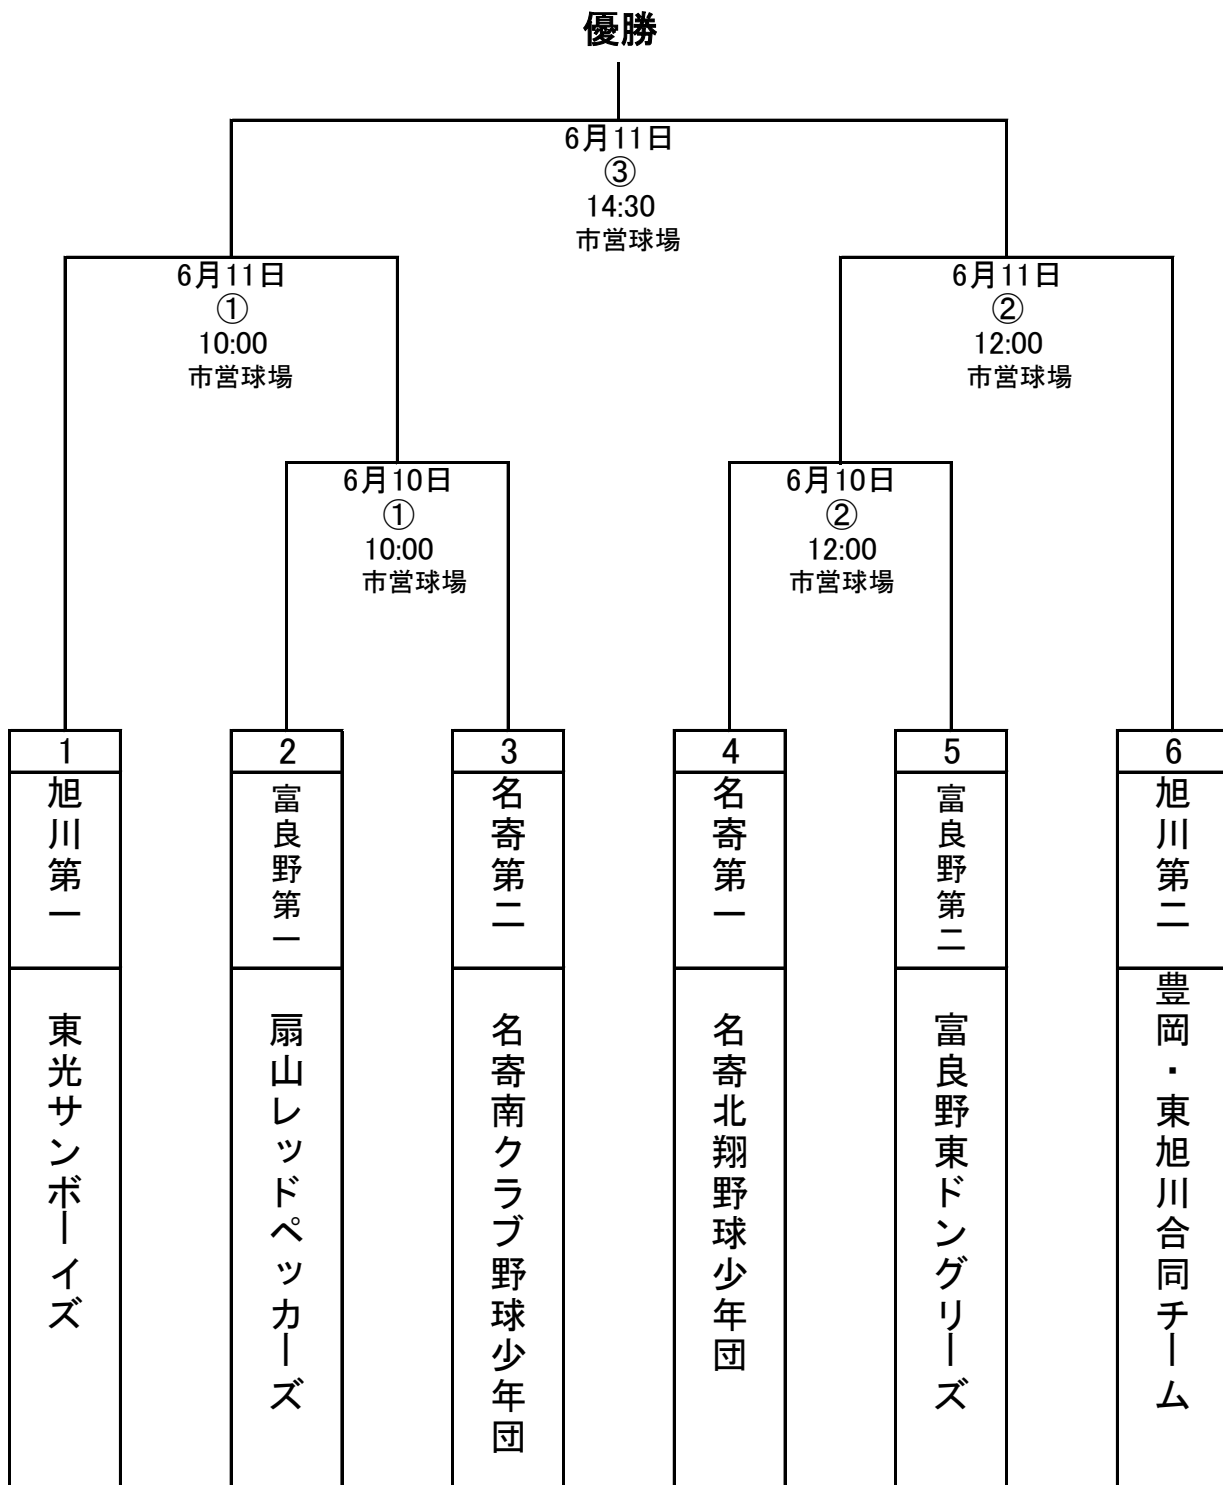 優勝
6月11日
③
14:30
市営球場
6月11日
①
10:00
市営球場
6月11日
②
12:00
市営球場
6月10日
①
10:00
市営球場
6月10日
②
12:00
市営球場
1
旭川第一
東光サンボーイズ
2
富良野第一
扇山レッドペッカーズ
3
名寄第二
名寄南クラブ野球少年団
4
名寄第一
名寄北翔野球少年団
5
富良野第二
富良野東ドングリーズ
6
旭川第二
豊岡・東旭川合同チーム